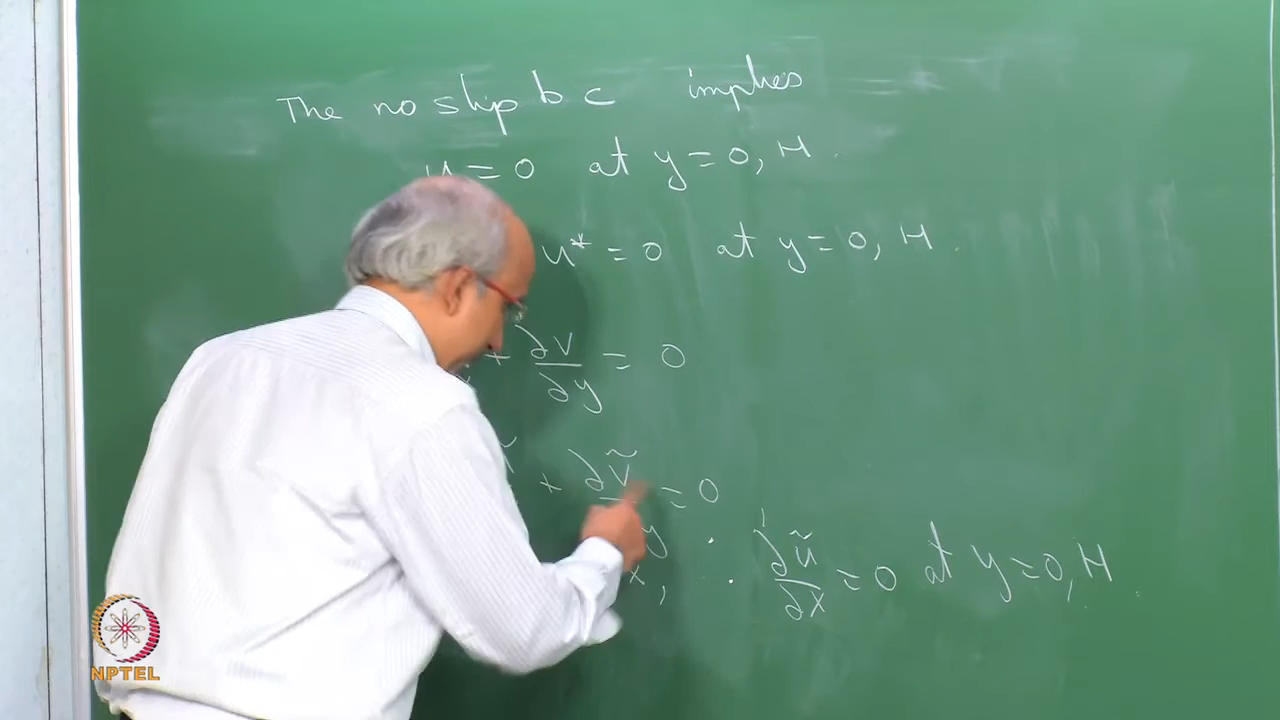 The no slip b c implies
u = 0 at y = 0, H.
u* = 0 at y = 0, H.
+ ∂v/∂y = 0
+ ∂ṽ/∂y = 0
x, ∂ũ/∂x = 0 at y = 0, H.
NPTEL